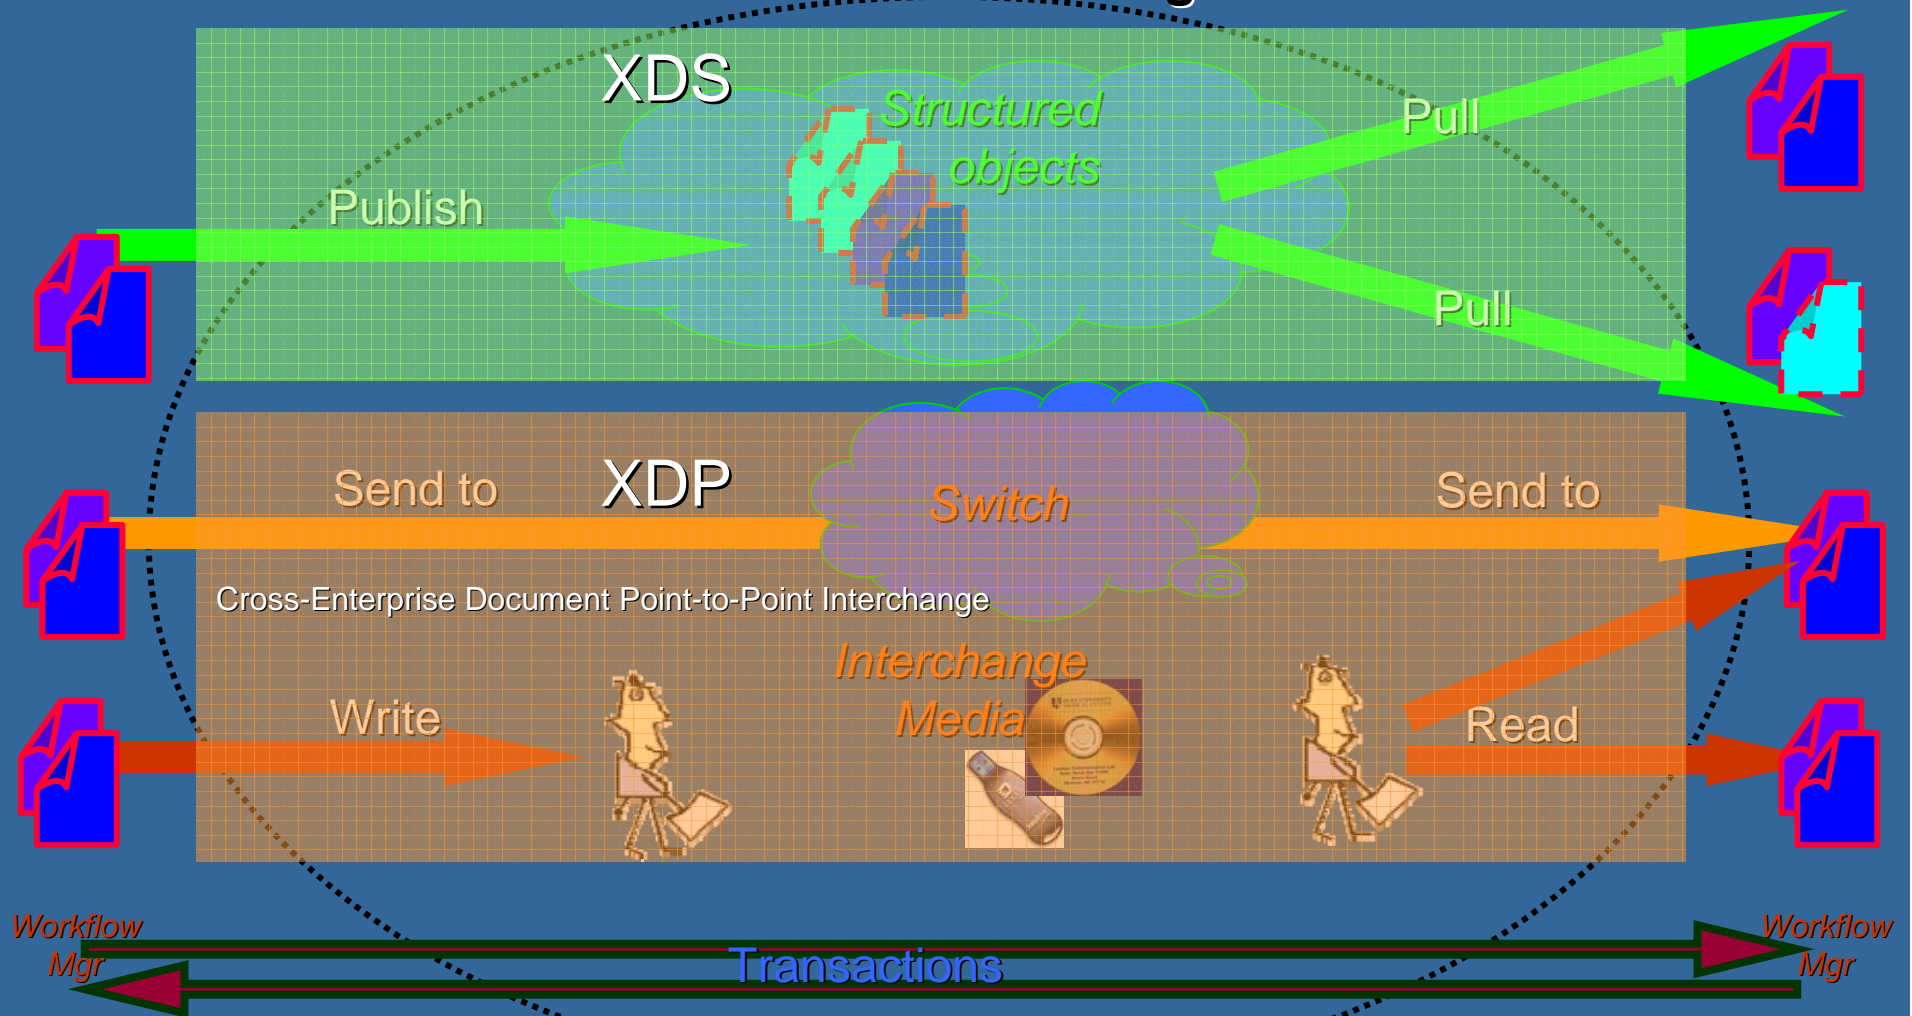 XDS
Structured
objects
Pull
Publish
Pull
Send to
XDP
Switch
Send to
Cross-Enterprise Document Point-to-Point Interchange
Interchange
Media
Write
Read
Workflow
Mgr
Transactions
Workflow
Mgr